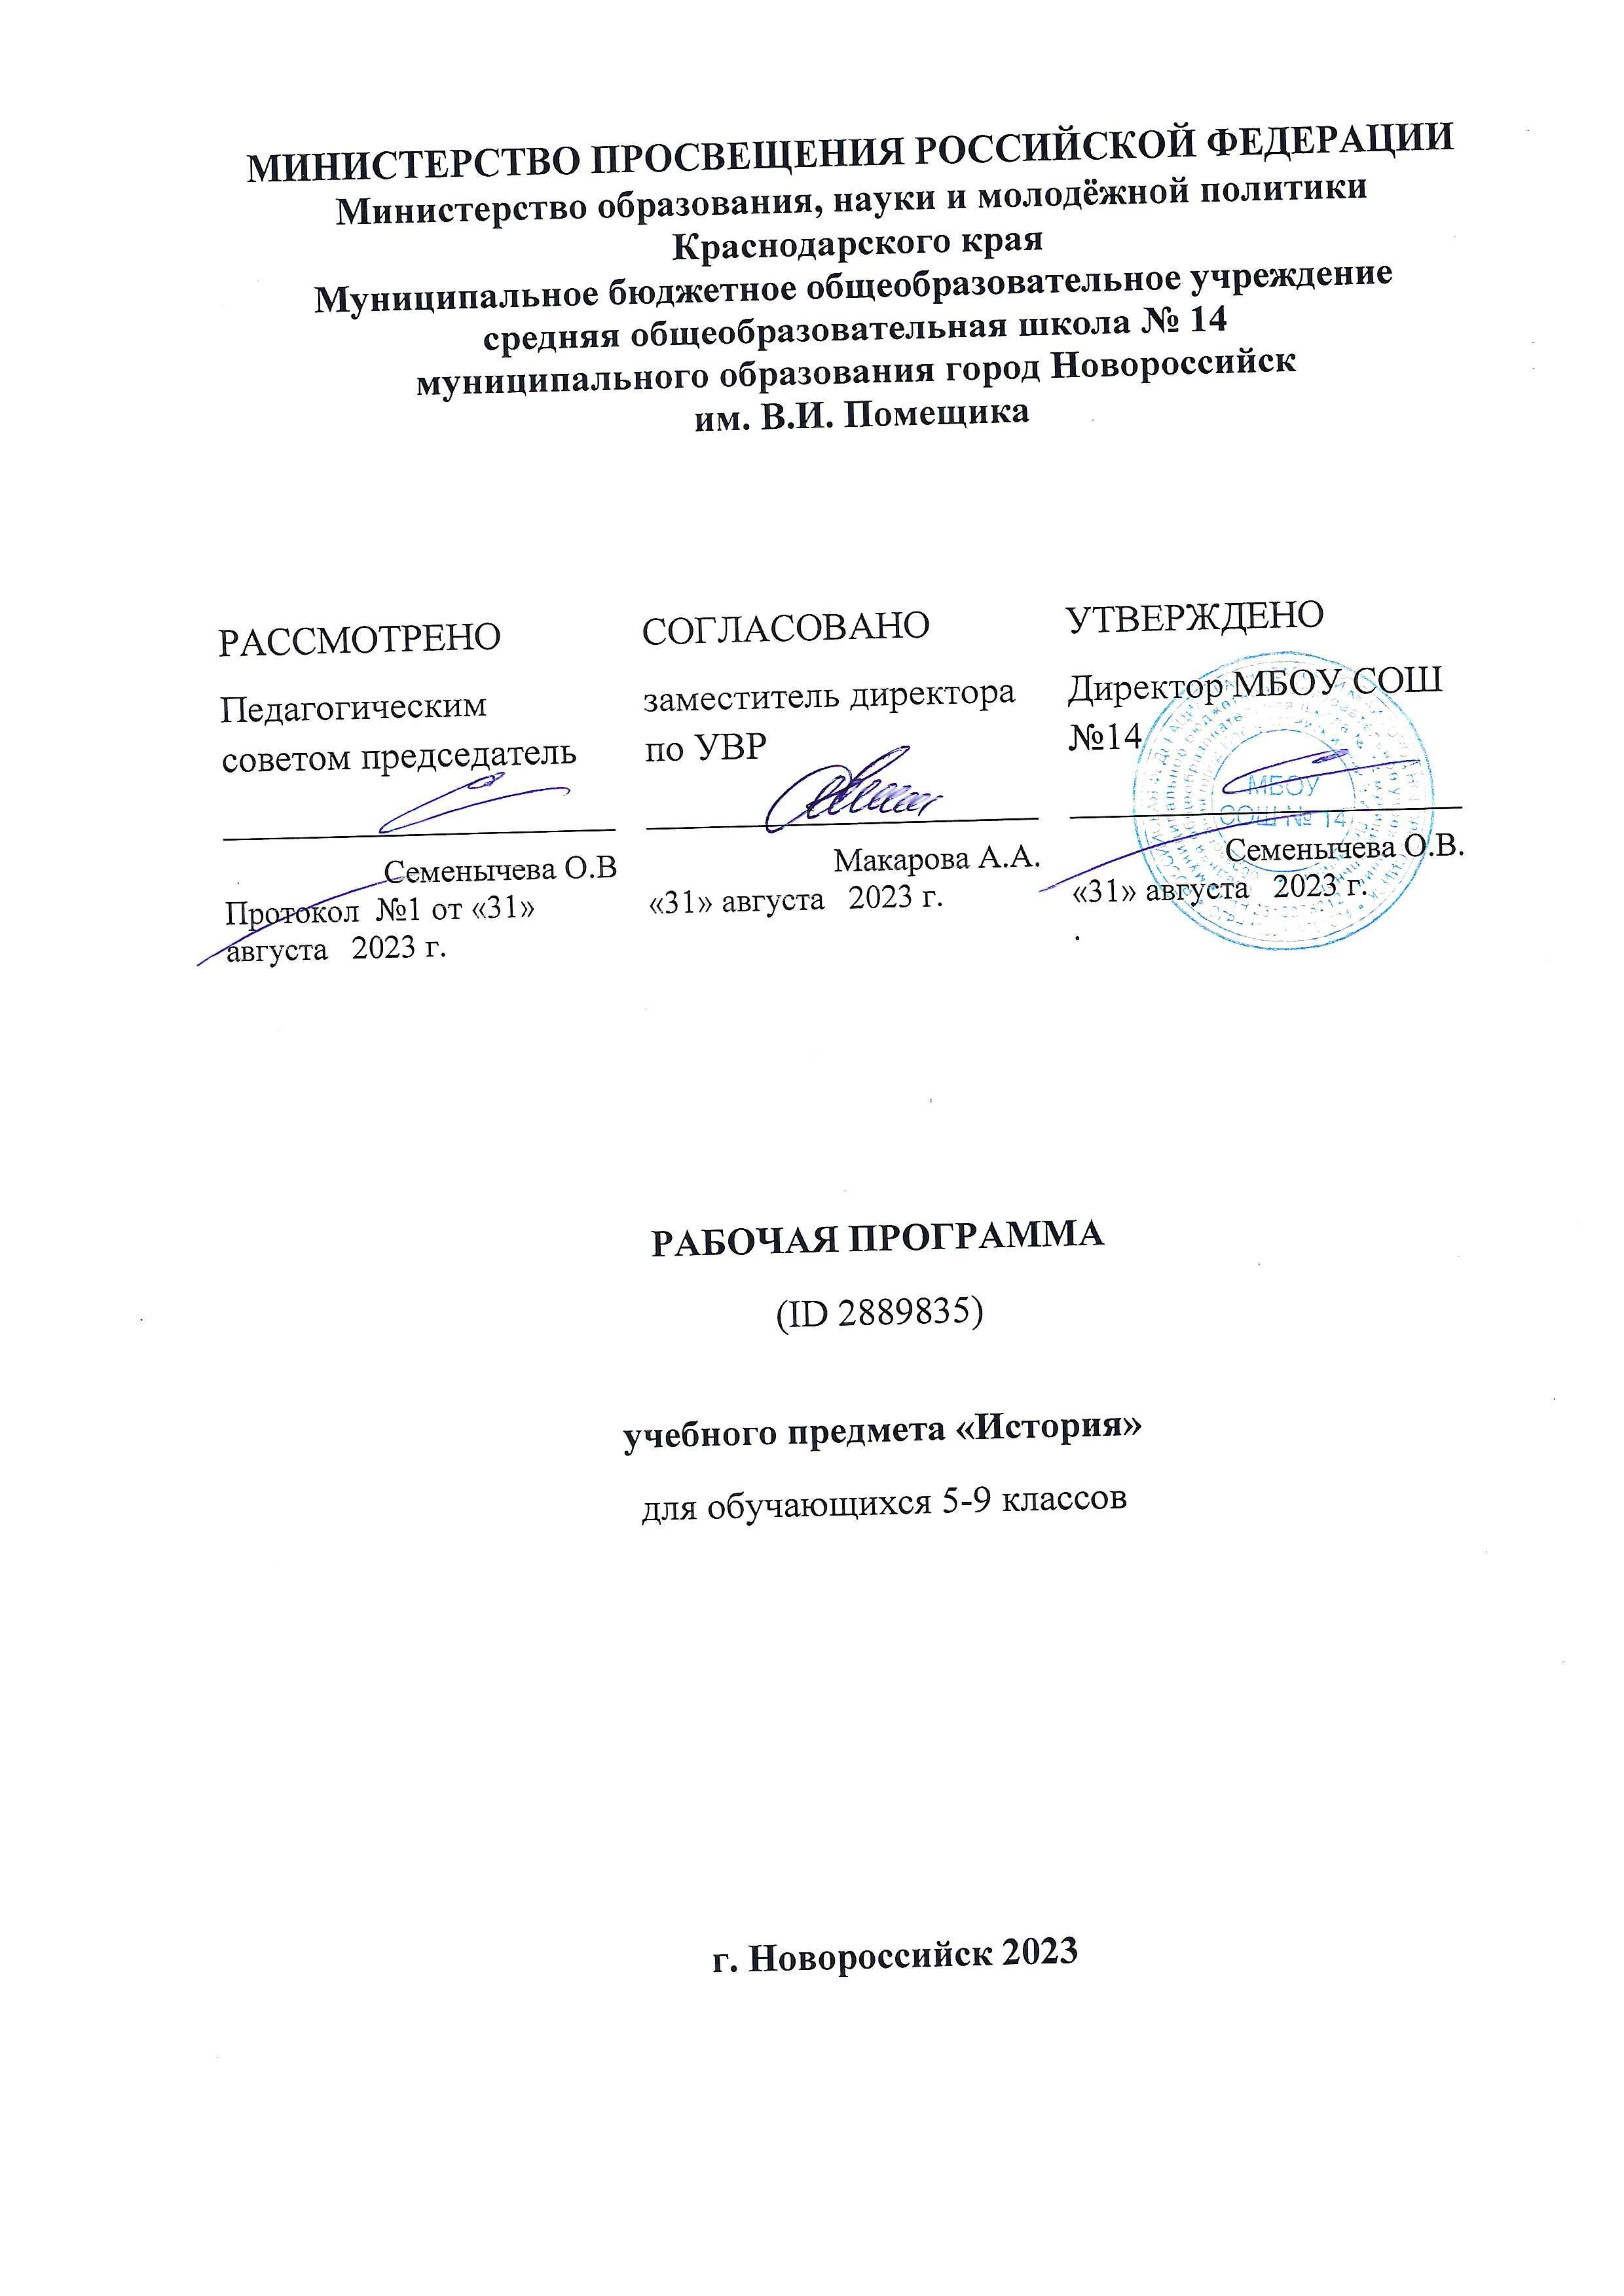 МИНИСТЕРСТВО ПРОСВЕЩЕНИЯ РОССИЙСКОЙ ФЕДЕРАЦИИ
Министерство образования, науки и молодёжной политики
Краснодарского края
Муниципальное бюджетное общеобразовательное учреждение
средняя общеобразовательная школа № 14
муниципального образования город Новороссийск
им. В.И. Помещика
РАССМОТРЕНО
Педагогическим
советом председатель
Семенычева О.В
Протокол №1 от «31»
августа 2023 г.
СОГЛАСОВАНО
заместитель директора
по УВР
Макарова А.А.
«31» августа 2023 г.
УТВЕРЖДЕНО
Директор МБОУ СОШ
№14
МБОУ
СОШ № 14
Семенычева О.В.
«31» августа 2023 г.
.
РАБОЧАЯ ПРОГРАММА
(ID 2889835)
учебного предмета «История»
для обучающихся 5-9 классов
г. Новороссийск 2023